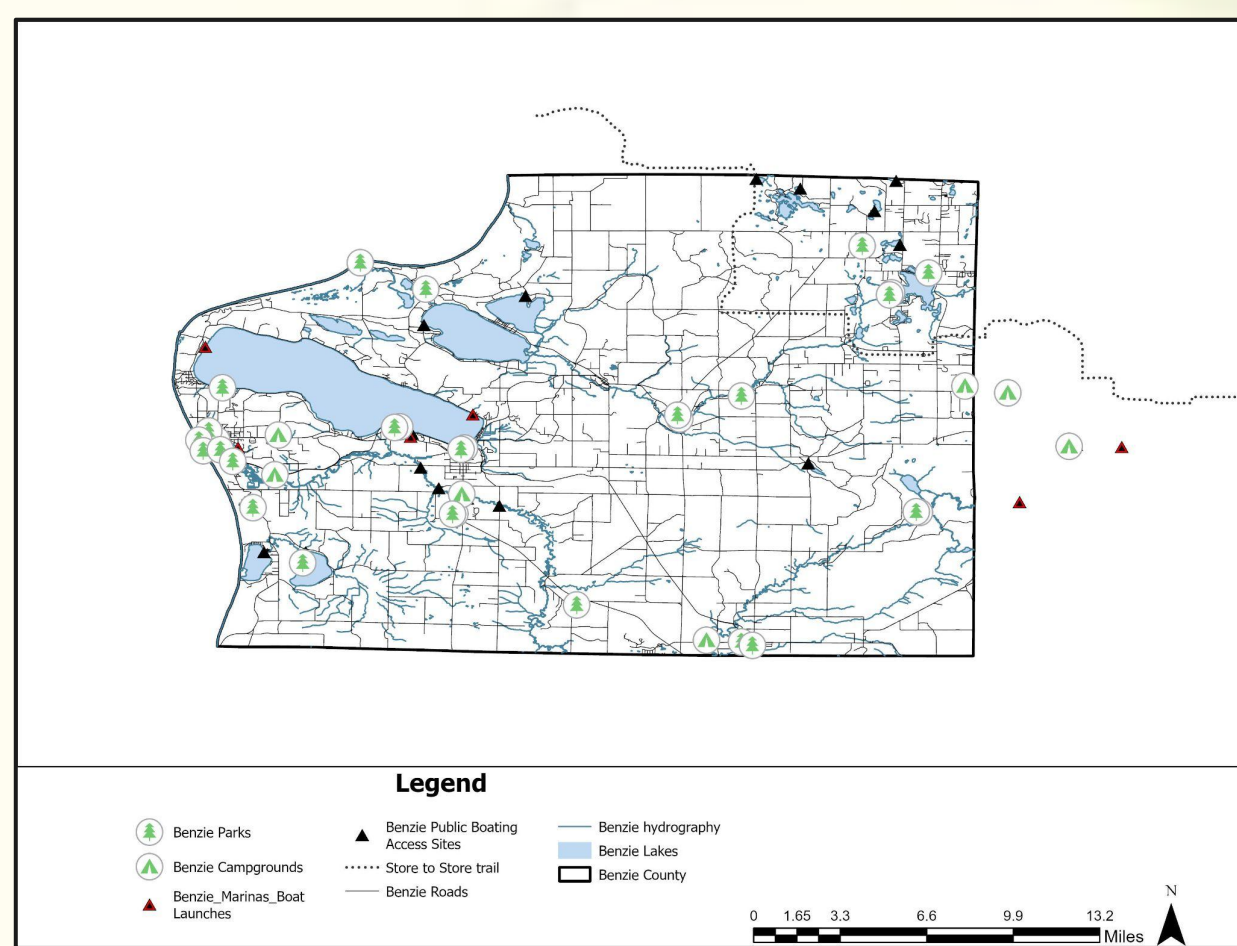 Legend
Benzie Parks
Benzie Campgrounds
Benzie_Marinas_Boat
Launches
Benzie Public Boating
Access Sites
Store to Store trail
Benzie Roads
Benzie hydrography
Benzie Lakes
Benzie County
0 1.65 3.3 6.6 9.9 13.2
Miles
N